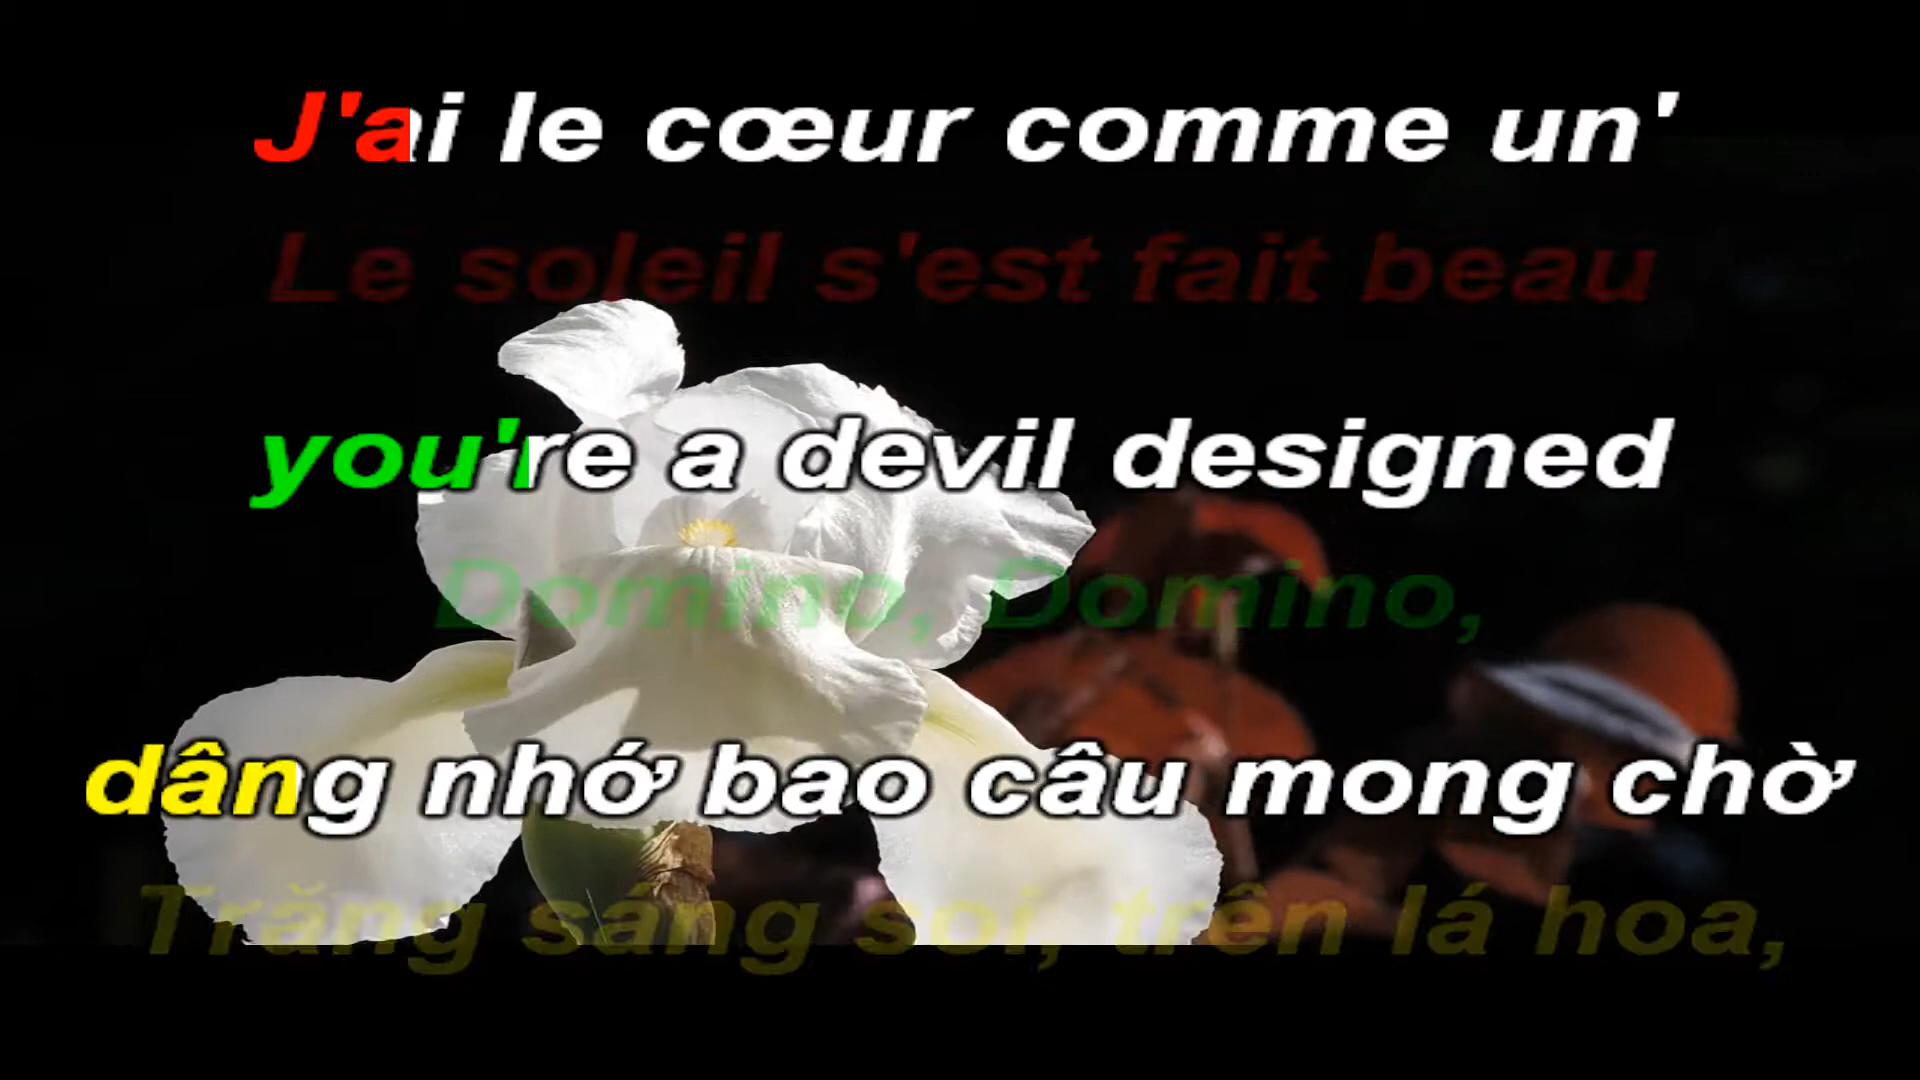 J'ai le cœur comme un'
Le soleil s'est fait beau
you're a devil designed
Domino, Domino,
dâng nhớ bao câu mong chờ
Trăng sáng soi, trên lá hoa,